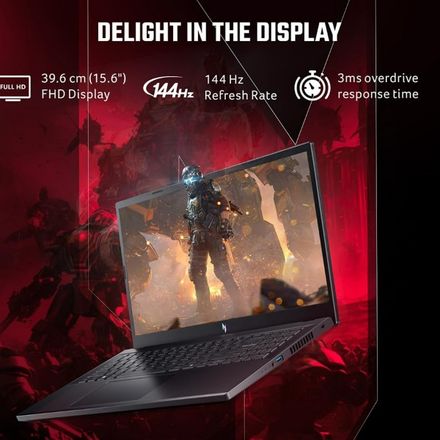 DELIGHT IN THE DISPLAY
FULL HD
39.6 cm (15.6")
FHD Display
144Hz
144 Hz
Refresh Rate
3ms overdrive
response time